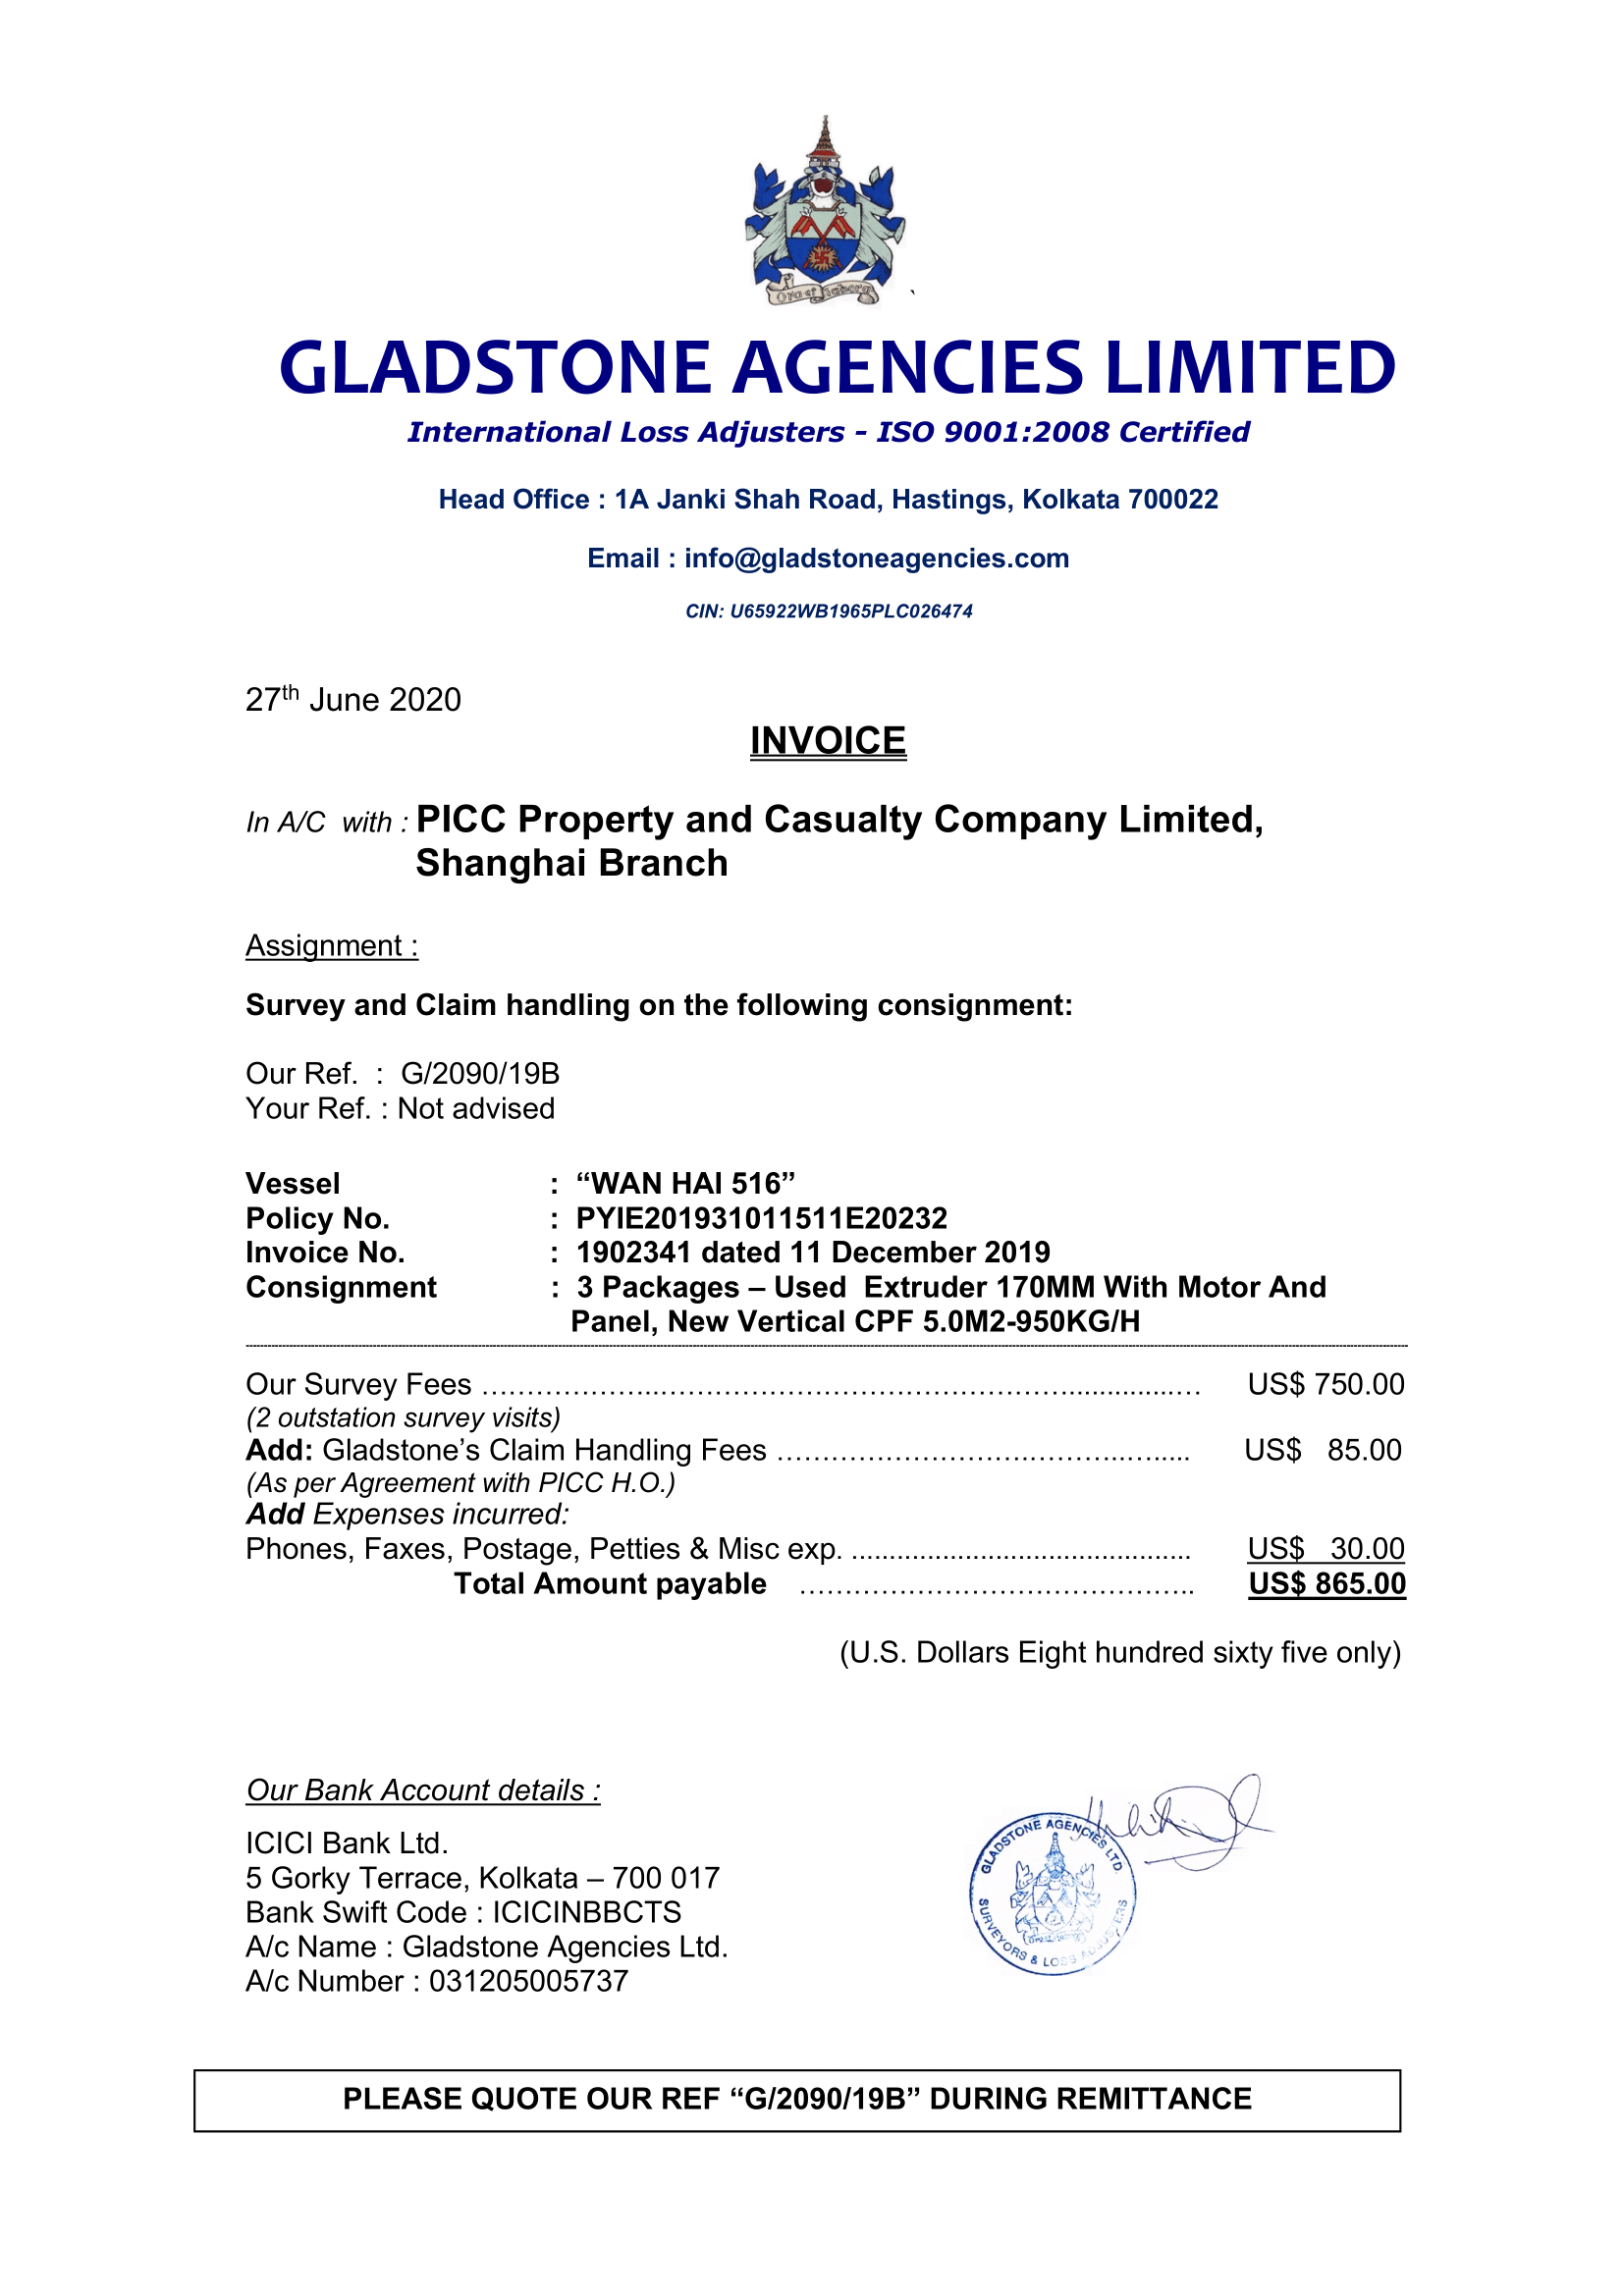 GLADSTONE AGENCIES LIMITED
International Loss Adjusters - ISO 9001:2008 Certified
Head Office : 1A Janki Shah Road, Hastings, Kolkata 700022
Email : info@gladstoneagencies.com
CIN: U65922WB1965PLC026474
27th June 2020
INVOICE
In A/C with : PICC Property and Casualty Company Limited,
Shanghai Branch
Assignment :
Survey and Claim handling on the following consignment:
Our Ref. : G/2090/19B
Your Ref. : Not advised
Vessel : “WAN HAI 516”
Policy No. : PYIE201931011511E20232
Invoice No. : 1902341 dated 11 December 2019
Consignment : 3 Packages – Used Extruder 170MM With Motor And
Panel, New Vertical CPF 5.0M2-950KG/H
Our Survey Fees ........................ US$ 750.00
(2 outstation survey visits)
Add: Gladstone’s Claim Handling Fees ........................ US$ 85.00
(As per Agreement with PICC H.O.)
Add Expenses incurred:
Phones, Faxes, Postage, Petties & Misc exp. ........................ US$ 30.00
Total Amount payable ........................ US$ 865.00
(U.S. Dollars Eight hundred sixty five only)
Our Bank Account details :
ICICI Bank Ltd.
5 Gorky Terrace, Kolkata – 700 017
Bank Swift Code : ICICINBBCTS
A/c Name : Gladstone Agencies Ltd.
A/c Number : 031205005737
GLADSTONE AGENCIES LTD.
SURVEYORS & LOSS ADJUSTERS
PLEASE QUOTE OUR REF “G/2090/19B” DURING REMITTANCE